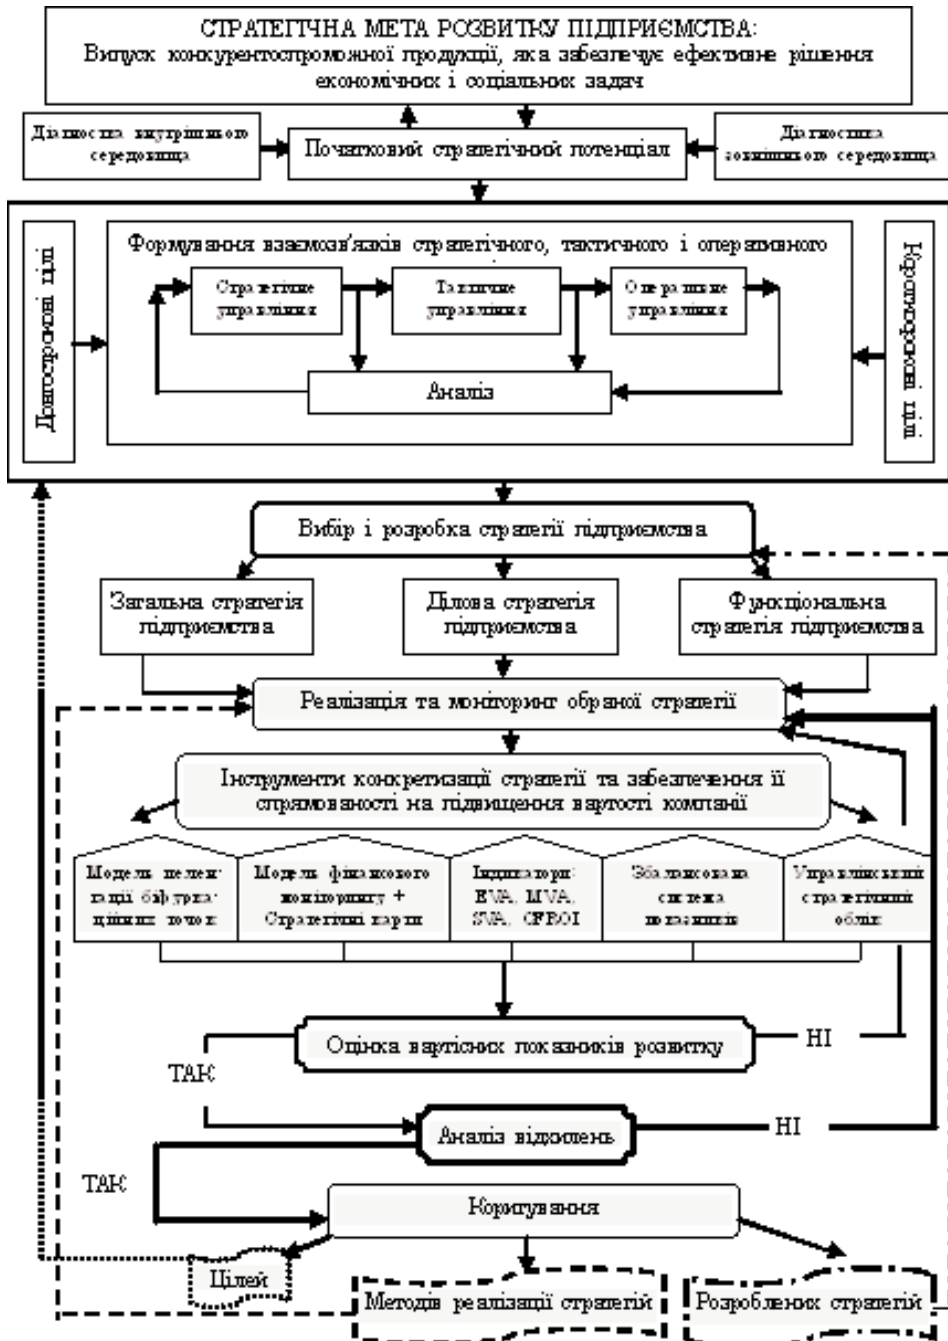 СТРАТЕГІЧНА МЕТА РОЗВИТКУ ПІДПРИЄМСТВА:
Випуск конкурентоспроможної продукції, яка забезпечує ефективне рішення
економічних і соціальних задач
Діагностика внутрішнього
середовища
Початковий стратегічний потенціал
Діагностика
зовнішнього середовища
Довгострокові цілі
Формування взаємозв'язків стратегічного, тактичного і оперативного
Стратегічне
управління
Тактичне
управління
Оперативне
управління
Аналіз
Короткострокові цілі
Вибір і розробка стратегії підприємства
Загальна стратегія
підприємства
Ділова стратегія
підприємства
Функціональна
стратегія підприємства
Реалізація та моніторинг обраної стратегії
Інструменти конкретизації стратегії та забезпечення її
спрямованості на підвищення вартості компанії
Модель пелен-
гації біфурка-
ційних точок
Модель фінансового
моніторингу +
Стратегічні карти
Індикатори:
EVA, MVA,
SVA, CFROI
Збалансована
система
показників
Управлінський
стратегічний
облік
Оцінка вартісних показників розвитку
НІ
ТАК
Аналіз відхилень
НІ
ТАК
Коригування
Цілей
Методів реалізації стратегій
Розроблених стратегій